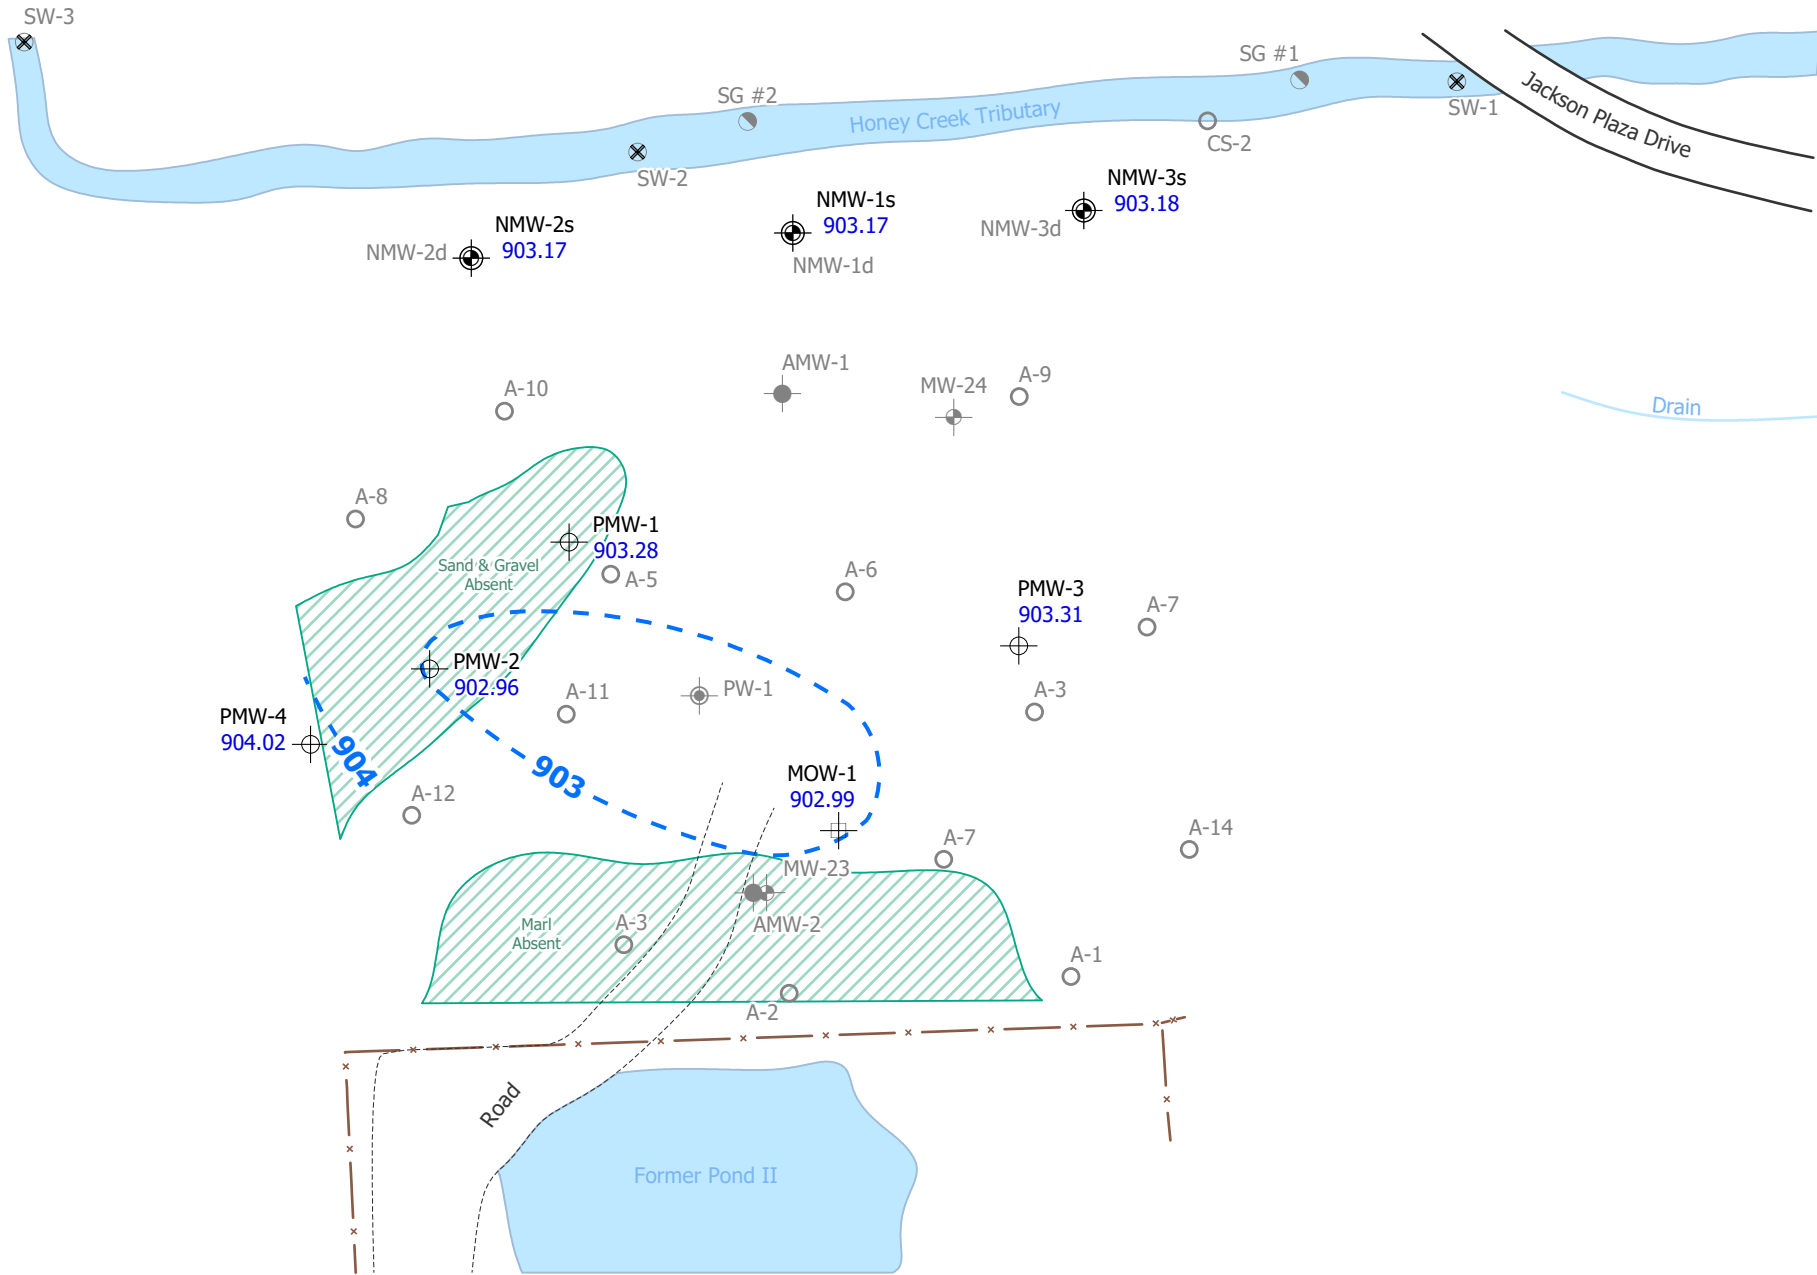 SW-3
SG #1
SG #2
Jackson Plaza Drive
SW-1
Honey Creek Tributary
CS-2
SW-2
NMW-3s
903.18
NMW-3d
NMW-1s
903.17
NMW-1d
NMW-2s
903.17
NMW-2d
AMW-1
MW-24
A-9
A-10
Drain
A-8
PMW-1
903.28
Sand & Gravel
Absent
A-5
A-6
PMW-3
903.31
A-7
PMW-2
902.96
A-11
PW-1
A-3
PMW-4
904.02
904
903
MOW-1
902.99
A-12
A-7
A-14
MW-23
AMW-2
A-3
Marl
Absent
A-1
A-2
Road
Former Pond II